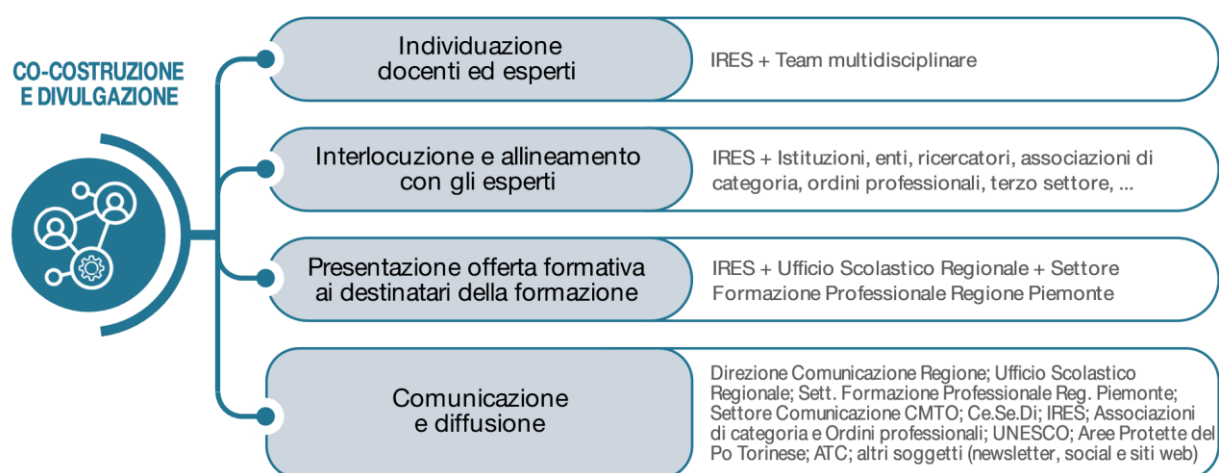 CO-COSTRUZIONE
E DIVULGAZIONE
Individuazione
docenti ed esperti
IRES + Team multidisciplinare
Interlocuzione e allineamento
con gli esperti
IRES + Istituzioni, enti, ricercatori, associazioni di
categoria, ordini professionali, terzo settore, ...
Presentazione offerta formativa
ai destinatari della formazione
IRES + Ufficio Scolastico Regionale + Settore
Formazione Professionale Regione Piemonte
Comunicazione
e diffusione
Direzione Comunicazione Regione; Ufficio Scolastico
Regionale; Sett. Formazione Professionale Reg. Piemonte;
Settore Comunicazione CMTO; Ce.Se.Di; IRES; Associazioni
di categoria e Ordini professionali; UNESCO; Aree Protette del
Po Torinese; ATC; altri soggetti (newsletter, social e siti web)